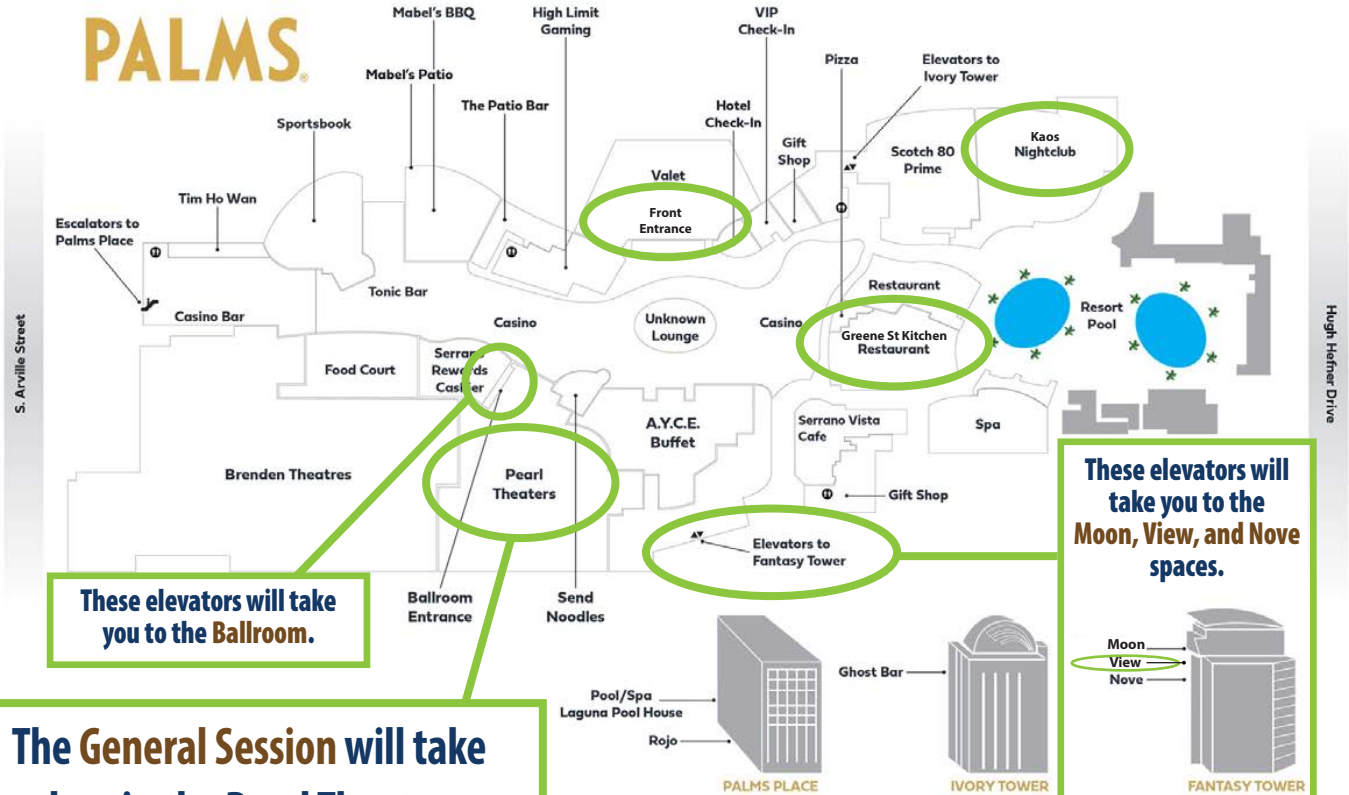 PALMS®
Mabel's BBQ
High Limit
Gaming
VIP
Check-In
Pizza
Elevators to
Ivory Tower
Mabel's Patio
The Patio Bar
Hotel
Check-In
Gift
Shop
Sportsbook
Scotch 80
Prime
Kaos
Nightclub
Valet
Front
Entrance
Tim Ho Wan
Escalators to
Palms Place
Tonic Bar
Casino Bar
Casino
Unknown
Lounge
Casino
Restaurant
Greene St Kitchen
Restaurant
Resort
Pool
S. Arville Street
Hugh Hefner Drive
Food Court
Serrano
Rewards
Cashier
A.Y.C.E.
Buffet
Serrano Vista
Cafe
Spa
Brenden Theatres
Pearl
Theaters
Gift Shop
Elevators to
Fantasy Tower
These elevators will
take you to the
Moon, View, and Nove
spaces.
These elevators will take
you to the Ballroom.
Ballroom
Entrance
Send
Noodles
Moon
View
Nove
Ghost Bar
Pool/Spa
Laguna Pool House
Rojo
PALMS PLACE
IVORY TOWER
FANTASY TOWER
The General Session will take